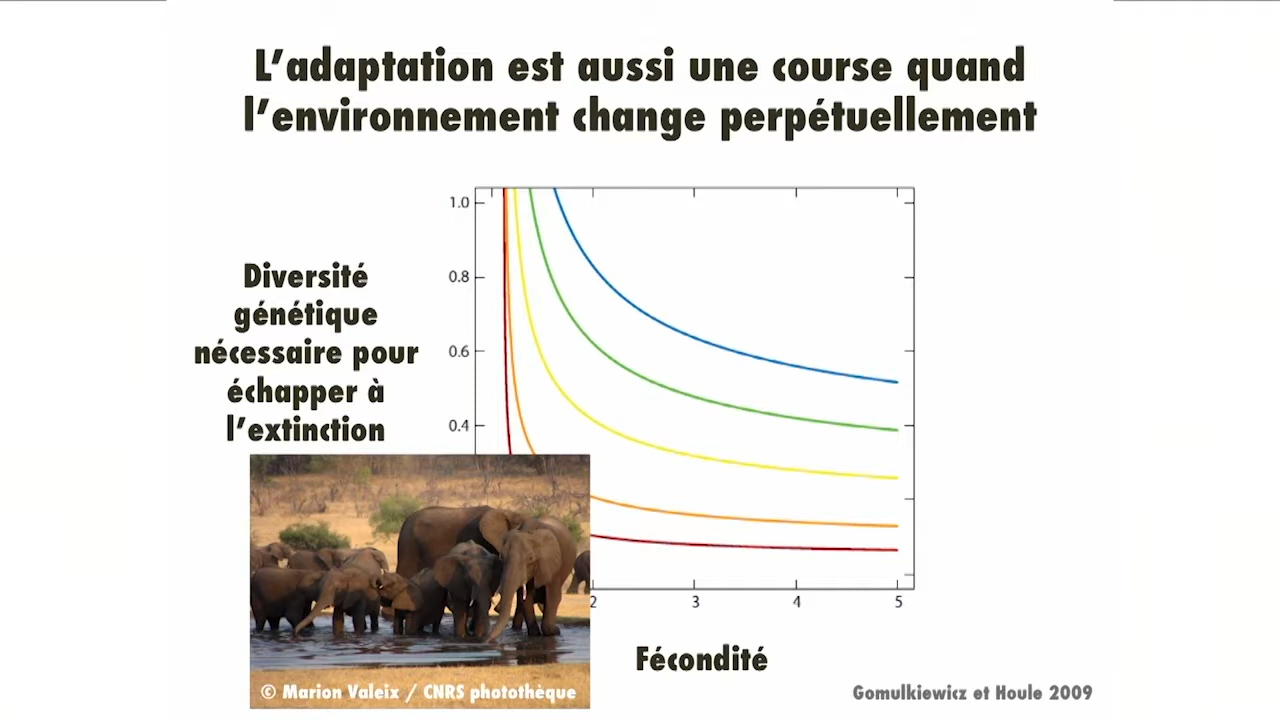 L’adaptation est aussi une course quand
l’environnement change perpétuellement
1.0
0.8
0.6
0.4
Diversité
génétique
nécessaire pour
échapper à
l’extinction
2
3
4
5
Fécondité
© Marion Valeix / CNRS photothèque
Gomulkiewicz et Houle 2009